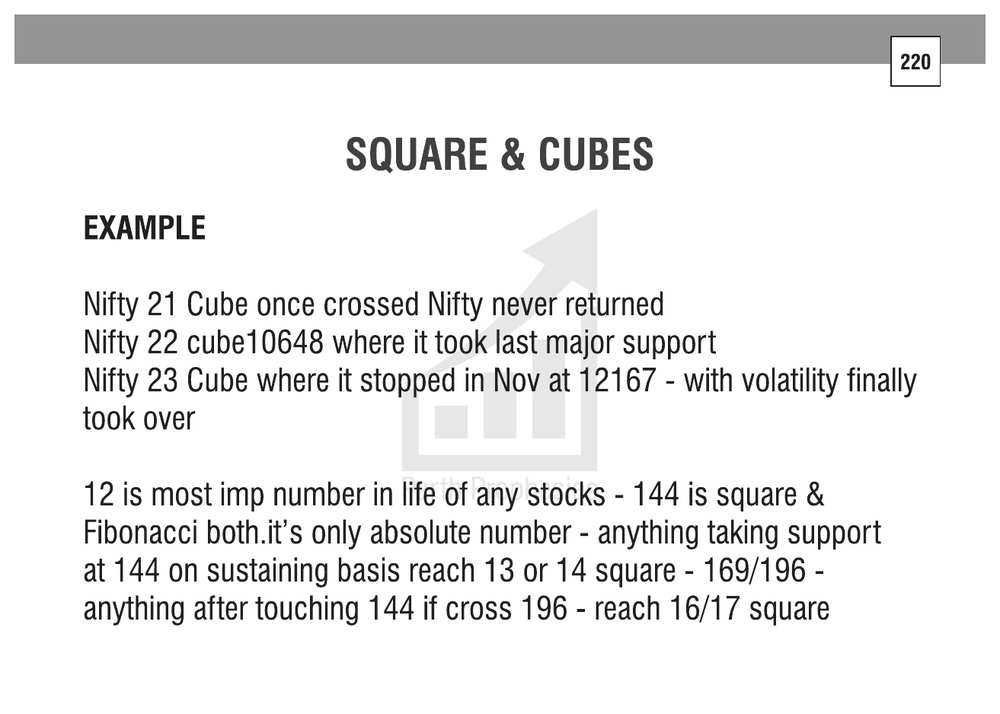 220
SQUARE & CUBES
EXAMPLE
Nifty 21 Cube once crossed Nifty never returned
Nifty 22 cube10648 where it took last major support
Nifty 23 Cube where it stopped in Nov at 12167 - with volatility finally
took over
12 is most imp number in life of any stocks - 144 is square &
Fibonacci both.it’s only absolute number - anything taking support
at 144 on sustaining basis reach 13 or 14 square - 169/196 -
anything after touching 144 if cross 196 - reach 16/17 square